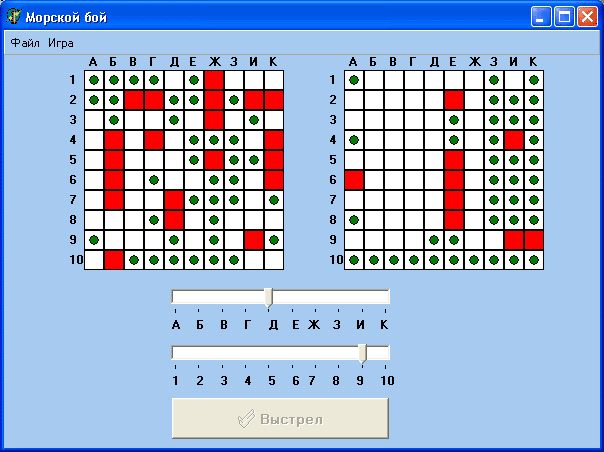 Морской бой
Файл Игра
А Б В Г Д Е Ж З И К
А Б В Г Д Е Ж З И К
1 1
2 2
3 3
4 4
5 5
6 6
7 7
8 8
9 9
10 10
А Б В Г Д Е Ж З И К
1 2 3 4 5 6 7 8 9 10
Выстрел